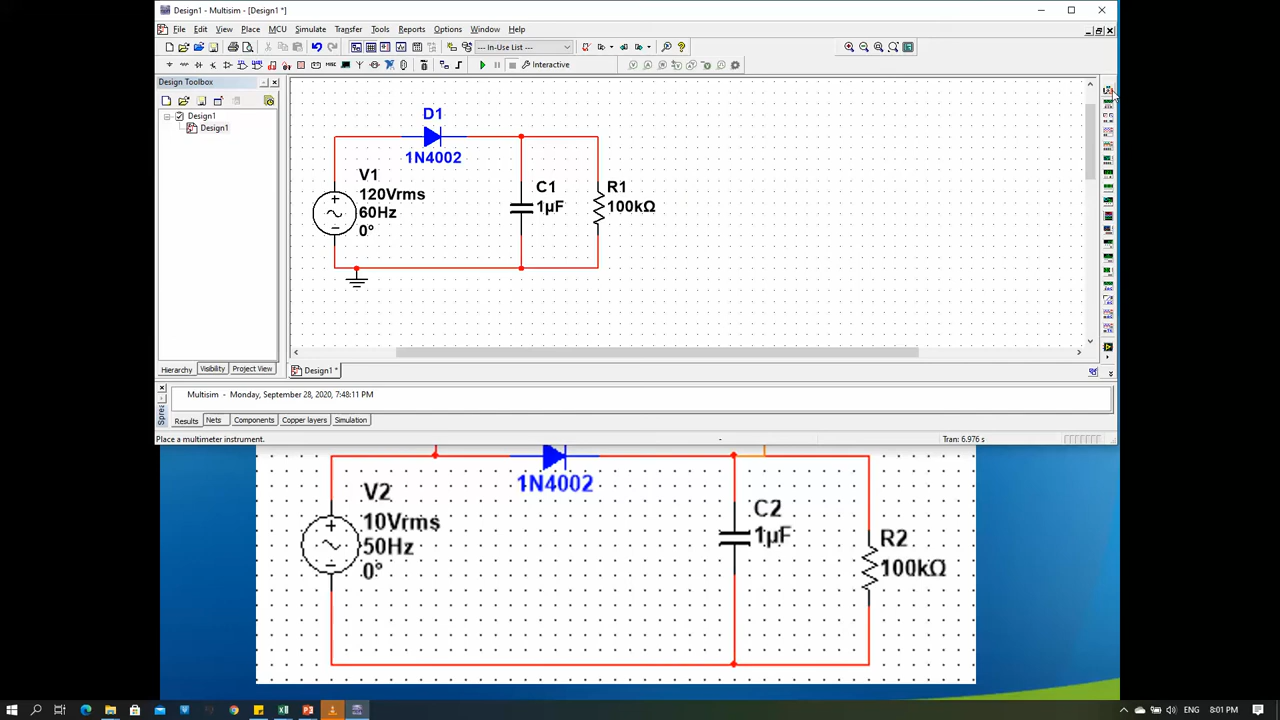 Design1 - Multisim - [Design1 *]
File Edit View Place MCU Simulate Transfer Tools Reports Options Window Help
--- In-Use List ---
MISC
Interactive
Design Toolbox
Design1
Design1
D1
1N4002
V1
120Vrms
60Hz
0°
C1
1µF
R1
100kΩ
Hierarchy Visibility Project View
Design1 *
Multisim - Monday, September 28, 2020, 7:48:11 PM
Results Nets Components Copper layers Simulation
Place a multimeter instrument.
-
Tran: 6.976 s
1N4002
V2
10Vrms
50Hz
0°
C2
1µF
R2
100kΩ
ENG 8:01 PM